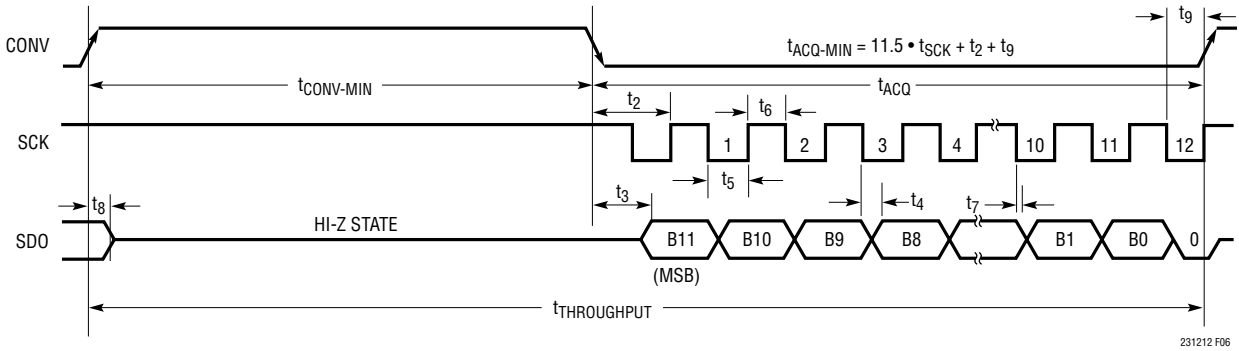 t9
CONV
tACQ-MIN = 11.5 • tSCK + t2 + t9
tCONV-MIN
tACQ
t2
t6
SCK
1 2 3 4 10 11 12
t5
t8
t3
t4
t7
HI-Z STATE
SDO
B11 B10 B9 B8 B1 B0 0
(MSB)
tTHROUGHPUT
231212 F06